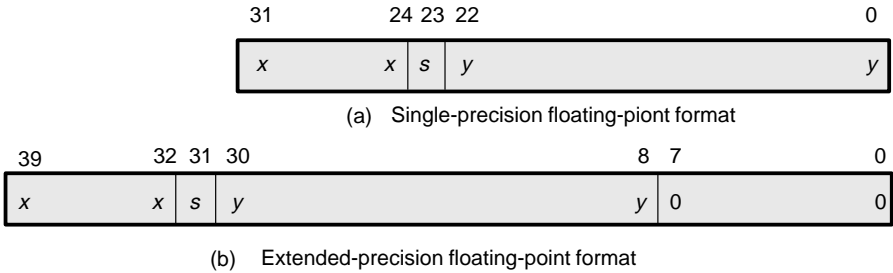 31 24 23 22 0
x x s y y
(a) Single-precision floating-piont format
39 32 31 30 8 7 0
x x s y y 0 0
(b) Extended-precision floating-point format